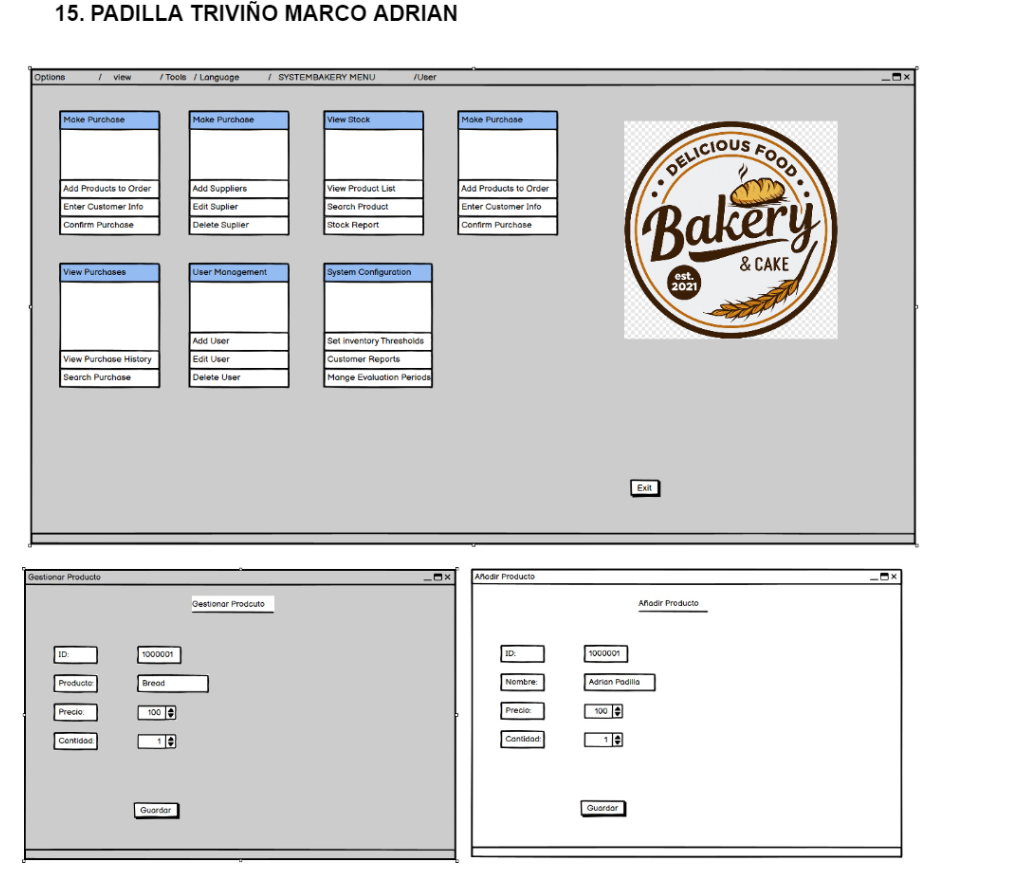 15. PADILLA TRIVIÑO MARCO ADRIAN
Options / view / Tools / Language / SYSTEMBAKERY MENU /User
Make Purchase
Add Products to Order
Enter Customer Info
Confirm Purchase
Make Purchase
Add Suppliers
Edit Suplier
Delete Suplier
View Stock
View Product List
Search Product
Stock Report
Make Purchase
Add Products to Order
Enter Customer Info
Confirm Purchase
DELICIOUS FOOD
Bakery
& CAKE
est.
2021
View Purchases
View Purchase History
Search Purchase
User Management
Add User
Edit User
Delete User
System Configuration
Set Inventory Thresholds
Customer Reports
Mange Evaluation Periods
Exit
Gestionar Producto
Gestionar Prodcuto
ID: 1000001
Producto: Bread
Precio: 100
Cantidad: 1
Guardar
Añadir Producto
Añadir Producto
ID: 1000001
Nombre: Adrian Padilla
Precio: 100
Cantidad: 1
Guardar